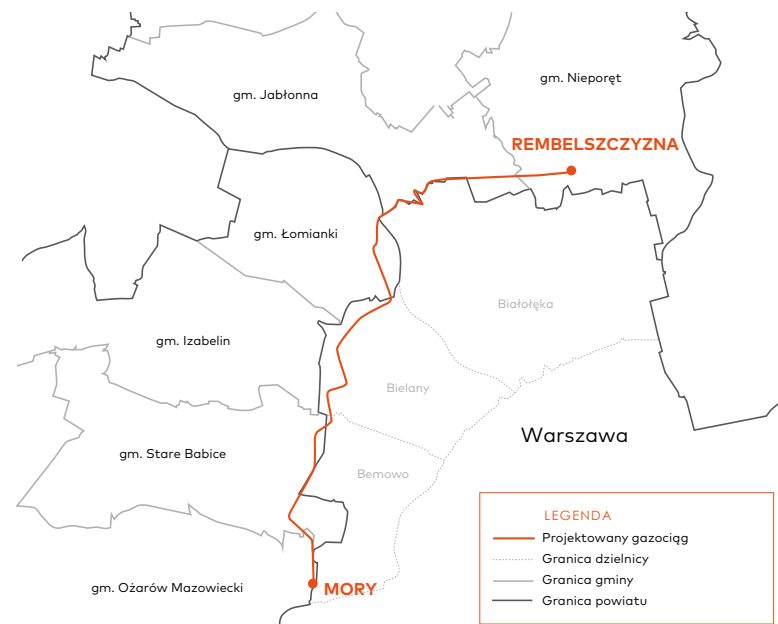 gm. Nieporęt
gm. Jabłonna
REMBELSZCZYZNA
gm. Łomianki
Białołęka
gm. Izabelin
Bielany
Warszawa
gm. Stare Babice
Bemowo
LEGENDA
Projektowany gazociąg
Granica dzielnicy
Granica gminy
Granica powiatu
gm. Ożarów Mazowiecki
MORY